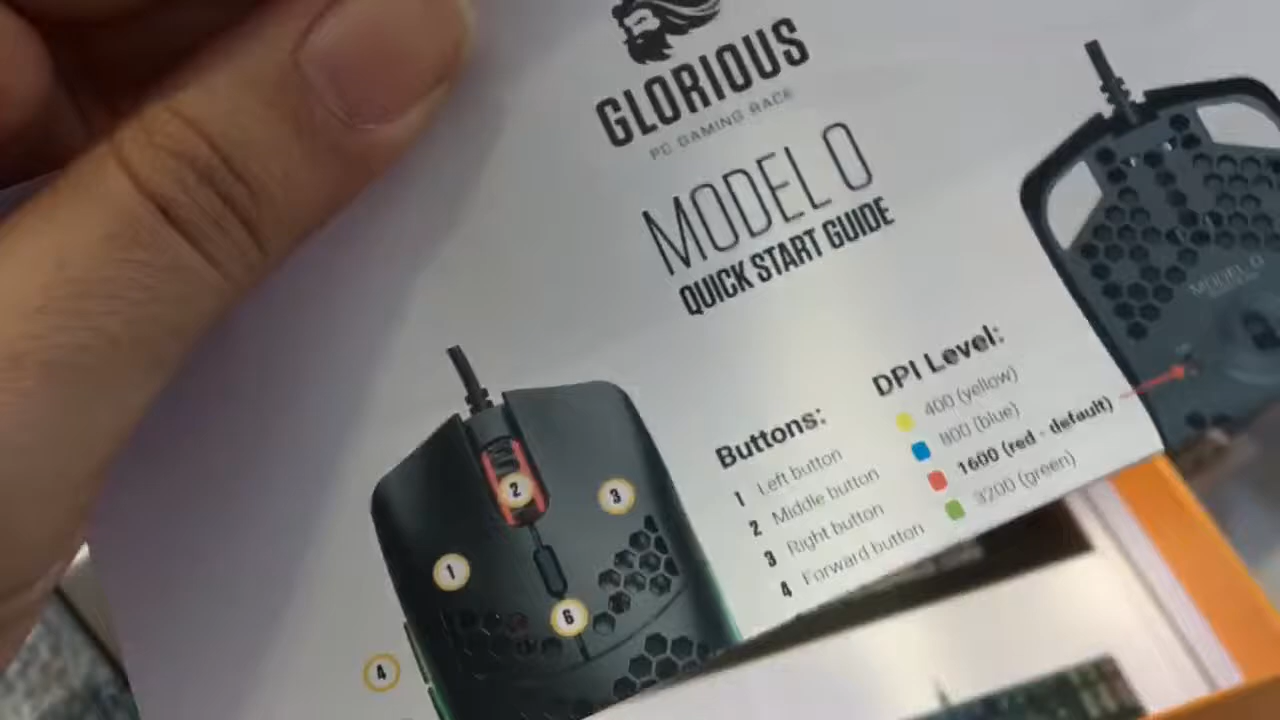 GLORIOUS
PC GAMING RACE
MODEL O
QUICK START GUIDE
Buttons:
1 Left button
2 Middle button
3 Right button
4 Forward button
DPI Level:
400 (yellow)
800 (blue)
1600 (red - default)
3200 (green)
MODEL O
2
3
1
6
4